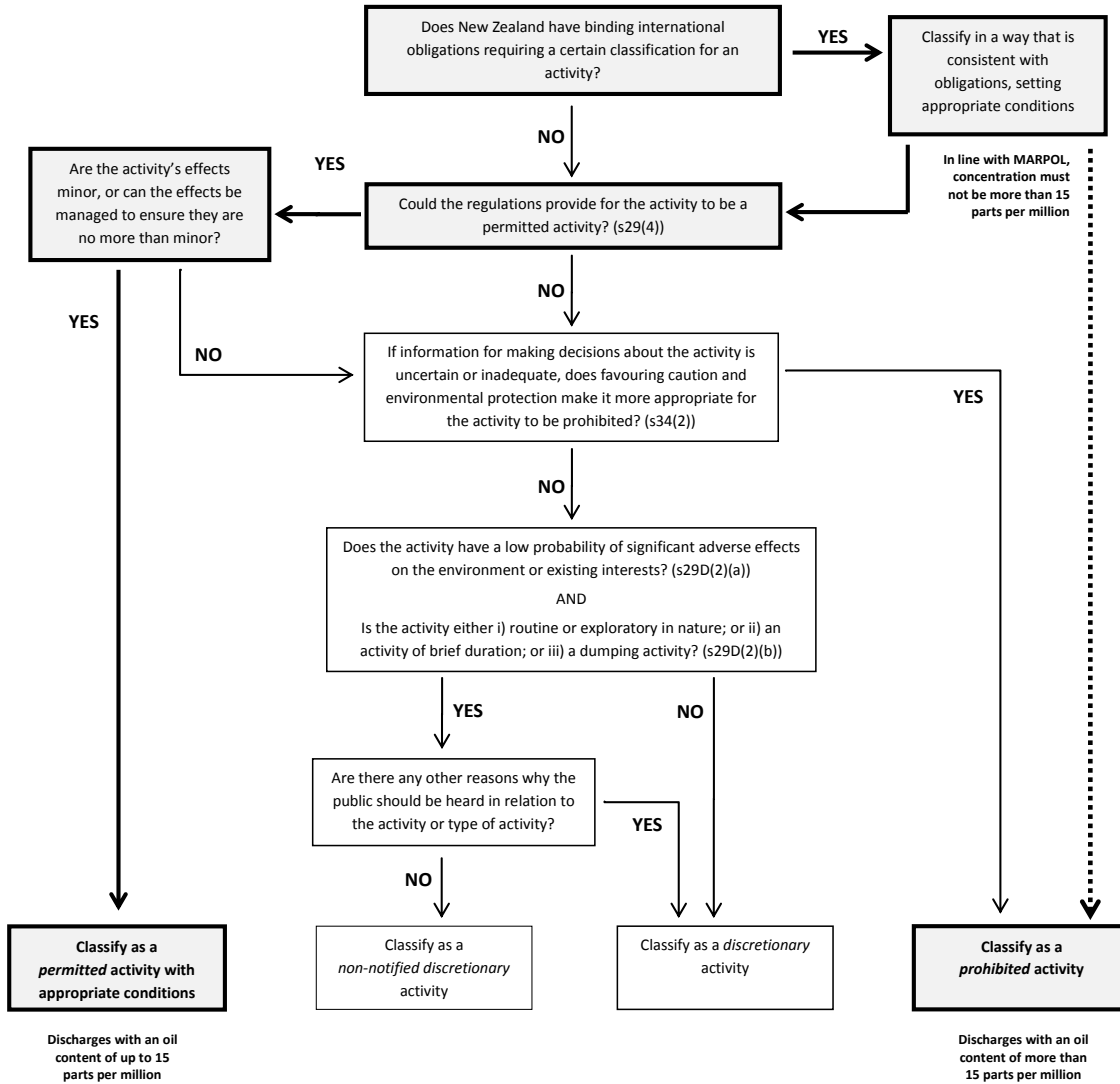 Does New Zealand have binding international
obligations requiring a certain classification for an
activity?
YES
Classify in a way that is
consistent with
obligations, setting
appropriate conditions
NO
In line with MARPOL,
concentration must
not be more than 15
parts per million
Are the activity's effects
minor, or can the effects be
managed to ensure they are
no more than minor?
YES
Could the regulations provide for the activity to be a
permitted activity? (s29(4))
YES
NO
NO
If information for making decisions about the activity is
uncertain or inadequate, does favouring caution and
environmental protection make it more appropriate for
the activity to be prohibited? (s34(2))
YES
NO
Does the activity have a low probability of significant adverse effects
on the environment or existing interests? (s29D(2)(a))
AND
Is the activity either i) routine or exploratory in nature; or ii) an
activity of brief duration; or iii) a dumping activity? (s29D(2)(b))
YES
NO
Are there any other reasons why the
public should be heard in relation to
the activity or type of activity?
YES
NO
Classify as a
permitted activity with
appropriate conditions
Classify as a
non-notified discretionary
activity
Classify as a discretionary
activity
Classify as a
prohibited activity
Discharges with an oil
content of up to 15
parts per million
Discharges with an oil
content of more than
15 parts per million